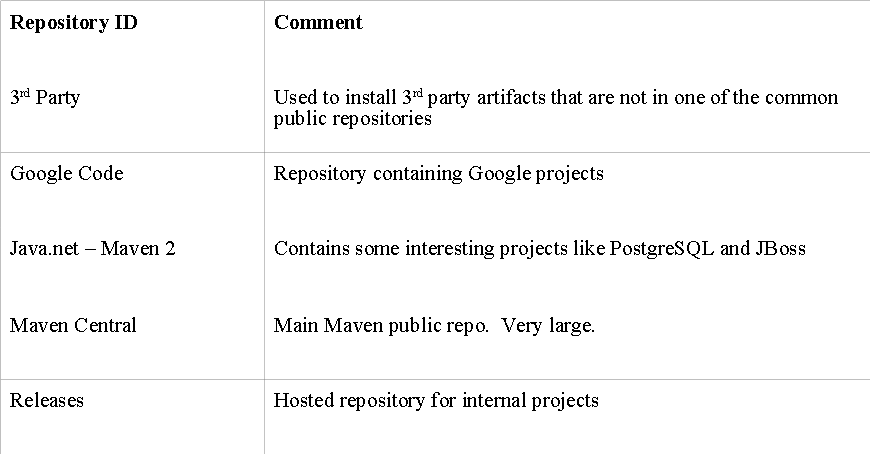 Repository ID
Comment
3rd Party
Used to install 3rd party artifacts that are not in one of the common
public repositories
Google Code
Repository containing Google projects
Java.net – Maven 2
Contains some interesting projects like PostgreSQL and JBoss
Maven Central
Main Maven public repo.  Very large.
Releases
Hosted repository for internal projects